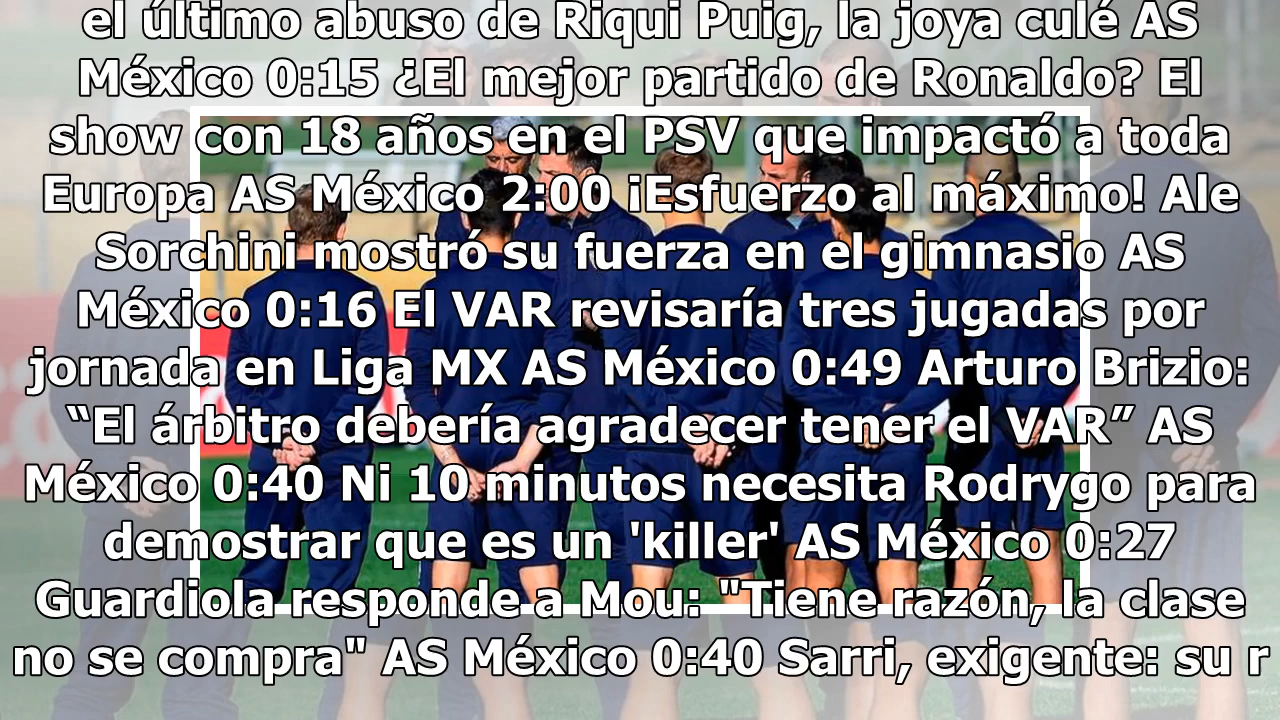 el último abuso de Riqui Puig, la joya culé AS
México 0:15 ¿El mejor partido de Ronaldo? El
show con 18 años en el PSV que impactó a toda
Europa AS México 2:00 ¡Esfuerzo al máximo! Ale
Sorchini mostró su fuerza en el gimnasio AS
México 0:16 El VAR revisaría tres jugadas por
jornada en Liga MX AS México 0:49 Arturo Brizio:
“El árbitro debería agradecer tener el VAR” AS
México 0:40 Ni 10 minutos necesita Rodrygo para
demostrar que es un 'killer' AS México 0:27
Guardiola responde a Mou: "Tiene razón, la clase
no se compra" AS México 0:40 Sarri, exigente: su r